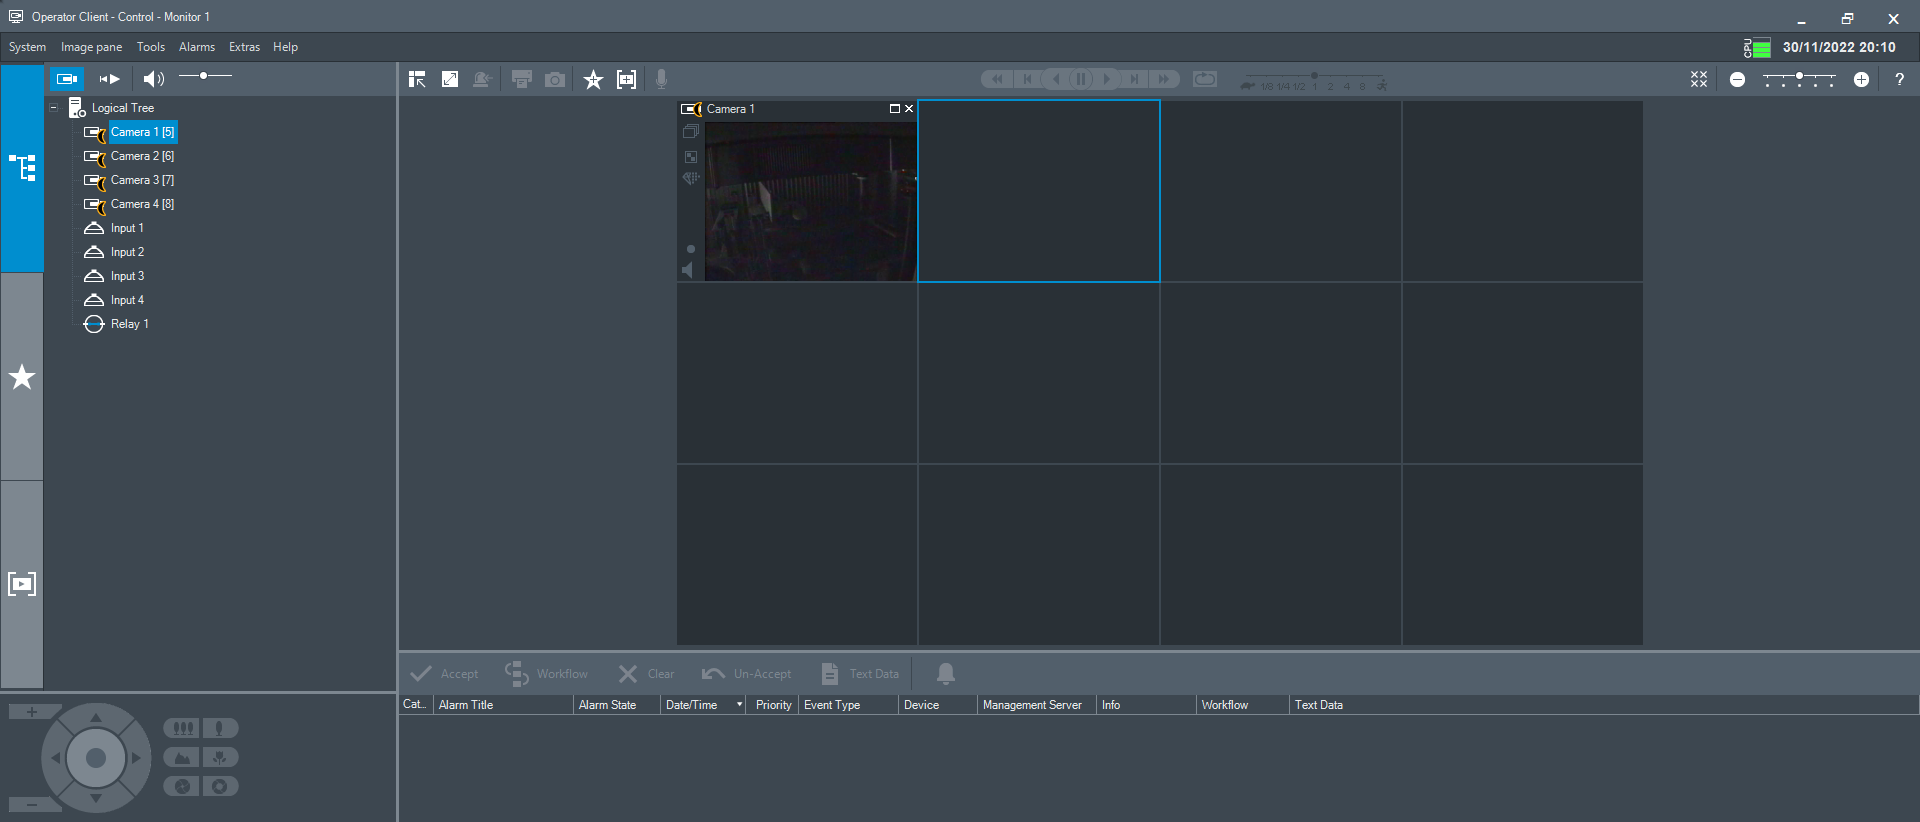 Operator Client - Control - Monitor 1
System Image pane Tools Alarms Extras Help
CPU 30/11/2022 20:10
1/8 1/4 1/2 1 2 4 8
?
Logical Tree
Camera 1 [5]
Camera 2 [6]
Camera 3 [7]
Camera 4 [8]
Input 1
Input 2
Input 3
Input 4
Relay 1
Camera 1
Accept Workflow Clear Un-Accept Text Data
Cat... Alarm Title Alarm State Date/Time Priority Event Type Device Management Server Info Workflow Text Data